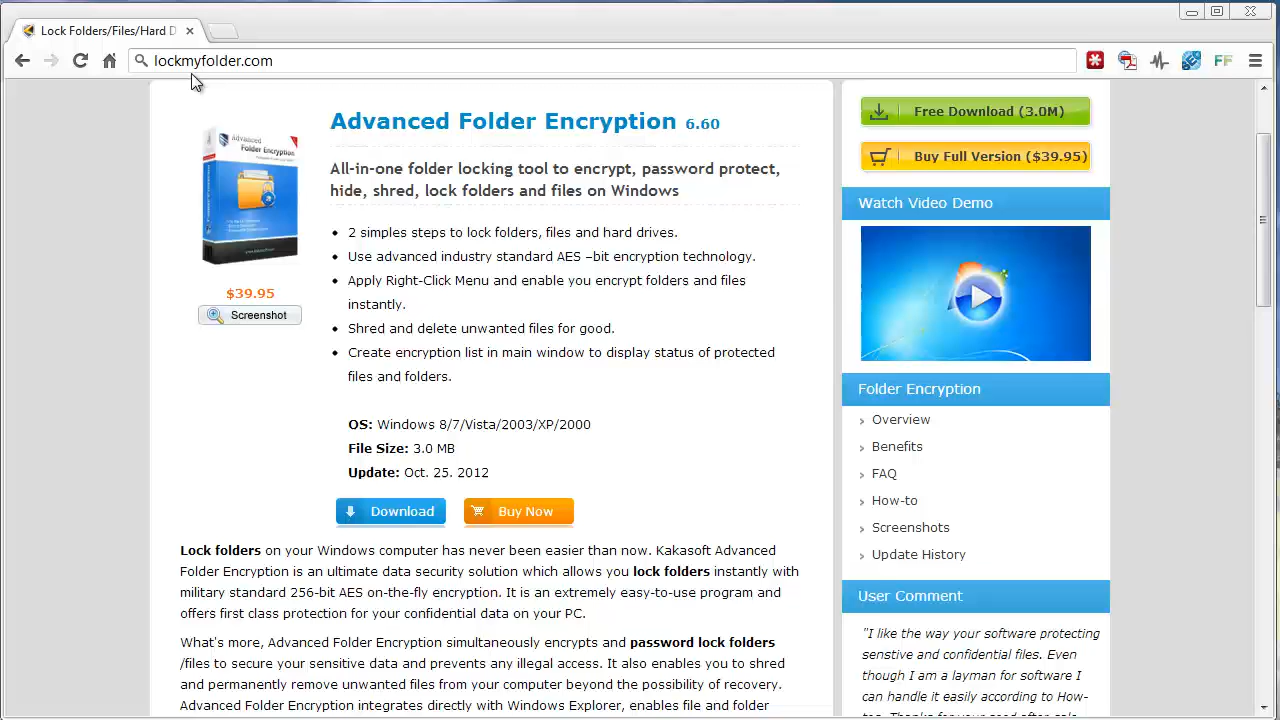 Lock Folders/Files/Hard D
lockmyfolder.com
FF
Advanced Folder Encryption
Advanced Folder Encryption 6.60
All-in-one folder locking tool to encrypt, password protect,
hide, shred, lock folders and files on Windows
2 simples steps to lock folders, files and hard drives.
Use advanced industry standard AES –bit encryption technology.
Apply Right-Click Menu and enable you encrypt folders and files
instantly.
Shred and delete unwanted files for good.
Create encryption list in main window to display status of protected
files and folders.
$39.95
Screenshot
OS: Windows 8/7/Vista/2003/XP/2000
File Size: 3.0 MB
Update: Oct. 25. 2012
Download
Buy Now
Lock folders on your Windows computer has never been easier than now. Kakasoft Advanced
Folder Encryption is an ultimate data security solution which allows you lock folders instantly with
military standard 256-bit AES on-the-fly encryption. It is an extremely easy-to-use program and
offers first class protection for your confidential data on your PC.
What's more, Advanced Folder Encryption simultaneously encrypts and password lock folders
/files to secure your sensitive data and prevents any illegal access. It also enables you to shred
and permanently remove unwanted files from your computer beyond the possibility of recovery.
Advanced Folder Encryption integrates directly with Windows Explorer, enables file and folder
Free Download (3.0M)
Buy Full Version ($39.95)
Watch Video Demo
Folder Encryption
Overview
Benefits
FAQ
How-to
Screenshots
Update History
User Comment
"I like the way your software protecting
senstive and confidential files. Even
though I am a layman for software I
can handle it easily according to How-